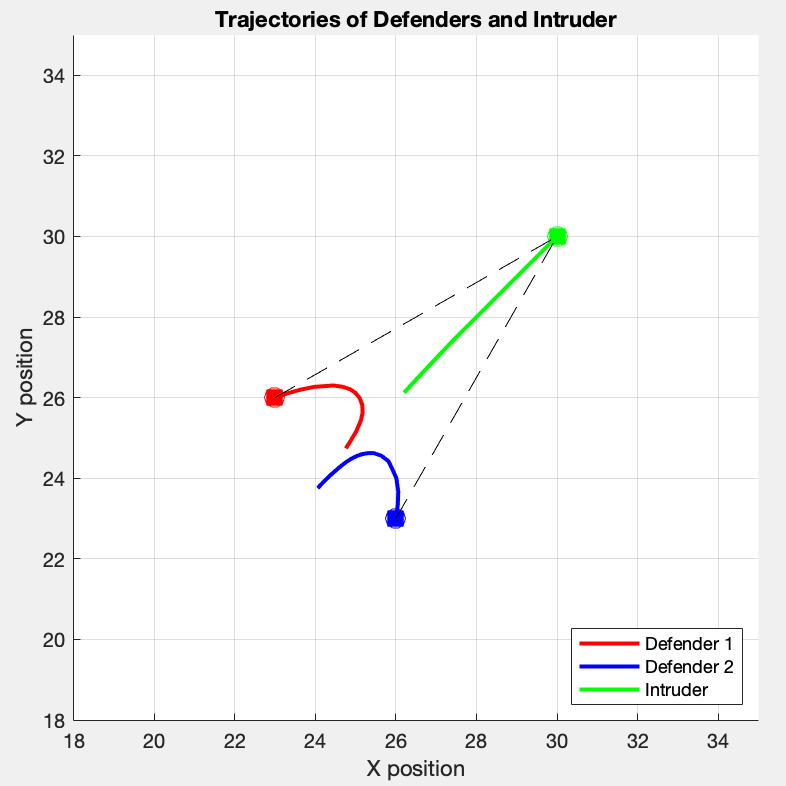 Trajectories of Defenders and Intruder
34
32
30
28
26
24
22
20
18
Y position
18 20 22 24 26 28 30 32 34
X position
Defender 1
Defender 2
Intruder